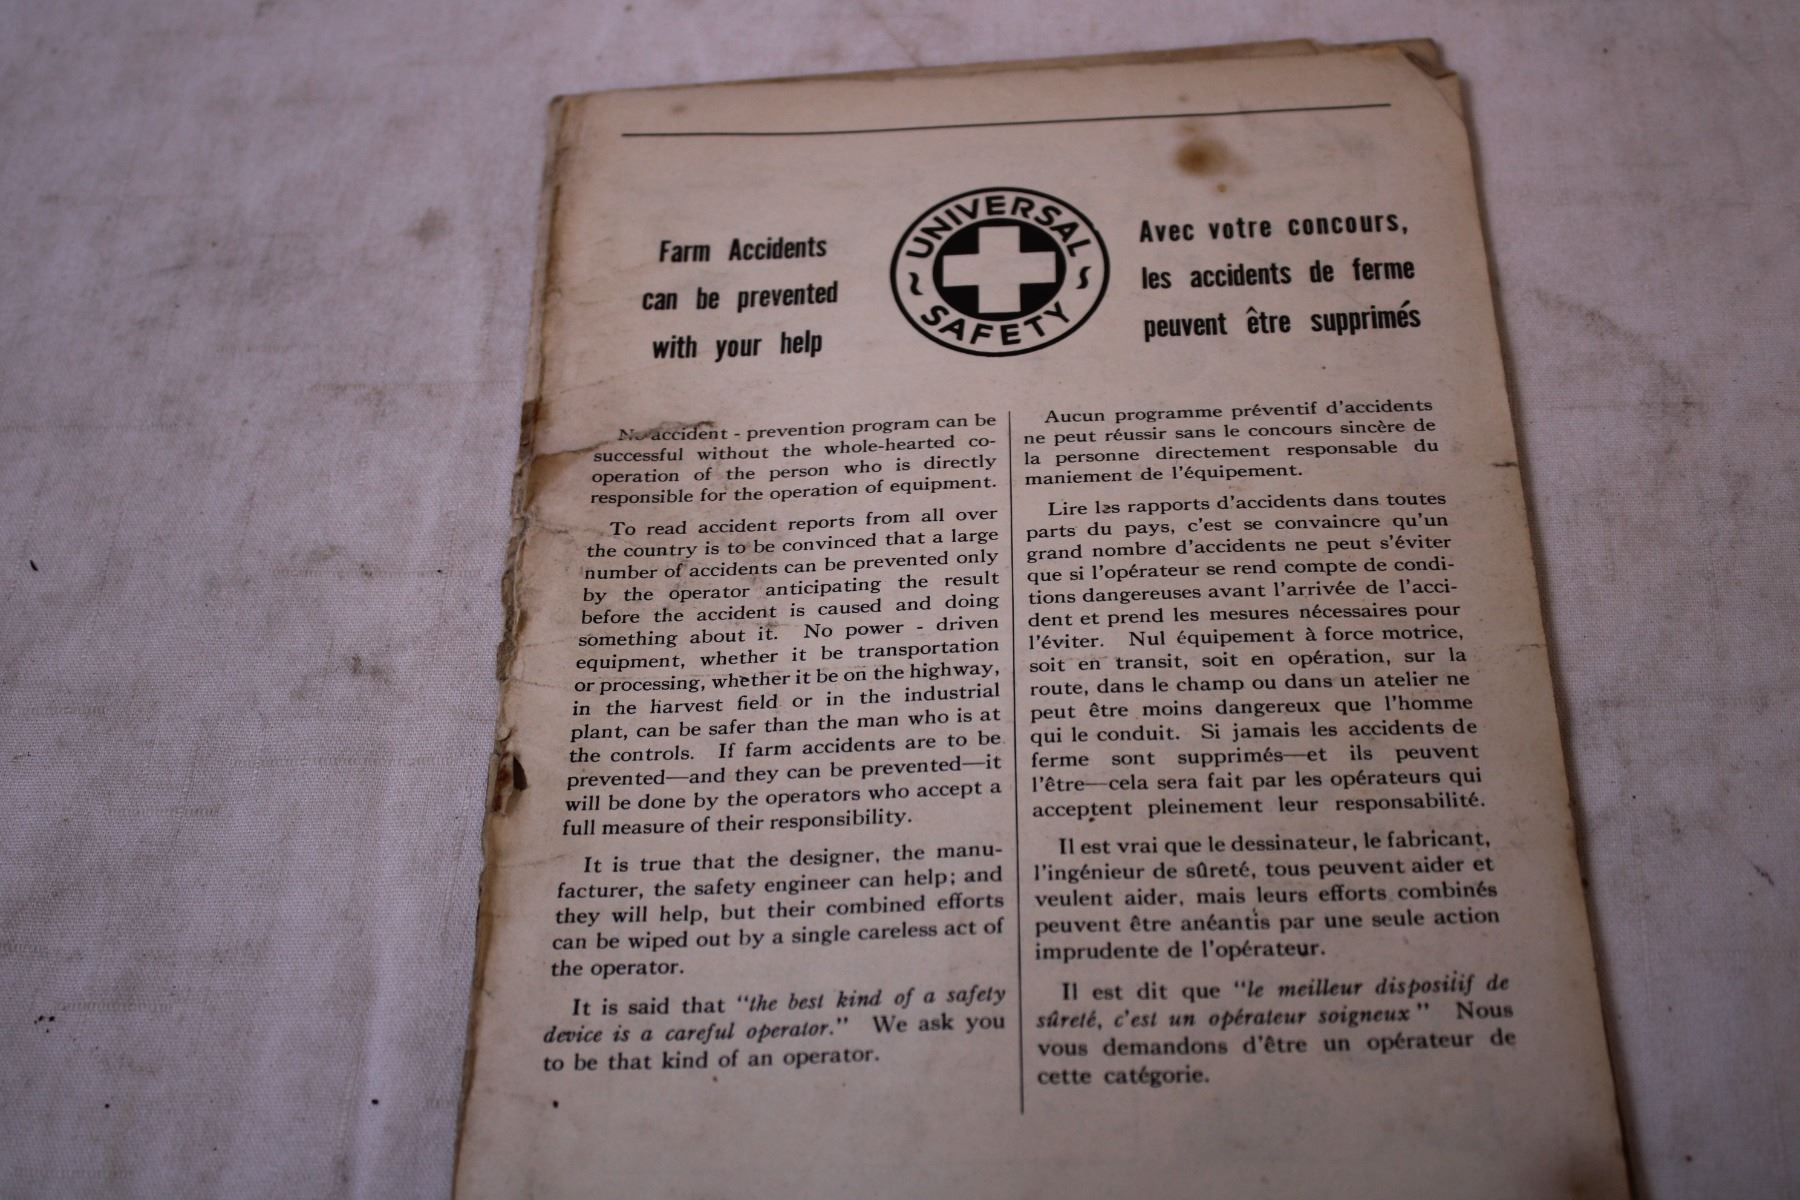 Farm Accidents
can be prevented
with your help
UNIVERSAL
SAFETY
Avec votre concours,
les accidents de ferme
peuvent être supprimés
No accident - prevention program can be
successful without the whole-hearted co-
operation of the person who is directly
responsible for the operation of equipment.
To read accident reports from all over
the country is to be convinced that a large
number of accidents can be prevented only
by the operator anticipating the result
before the accident is caused and doing
something about it. No power - driven
equipment, whether it be transportation
or processing, whether it be on the highway,
in the harvest field or in the industrial
plant, can be safer than the man who is at
the controls. If farm accidents are to be
prevented—and they can be prevented—it
will be done by the operators who accept a
full measure of their responsibility.
It is true that the designer, the manu-
facturer, the safety engineer can help; and
they will help, but their combined efforts
can be wiped out by a single careless act of
the operator.
It is said that "the best kind of a safety
device is a careful operator." We ask you
to be that kind of an operator.
Aucun programme préventif d'accidents
ne peut réussir sans le concours sincère de
la personne directement responsable du
maniement de l'équipement.
Lire les rapports d'accidents dans toutes
parts du pays, c'est se convaincre qu'un
grand nombre d'accidents ne peut s'éviter
que si l'opérateur se rend compte de condi-
tions dangereuses avant l'arrivée de l'acci-
dent et prend les mesures nécessaires pour
l'éviter. Nul équipement à force motrice,
soit en transit, soit en opération, sur la
route, dans le champ ou dans un atelier ne
peut être moins dangereux que l'homme
qui le conduit. Si jamais les accidents de
ferme sont supprimés—et ils peuvent
l'être—cela sera fait par les opérateurs qui
acceptent pleinement leur responsabilité.
Il est vrai que le dessinateur, le fabricant,
l'ingénieur de sûreté, tous peuvent aider et
veulent aider, mais leurs efforts combinés
peuvent être anéantis par une seule action
imprudente de l'opérateur.
Il est dit que "le meilleur dispositif de
sûreté, c'est un opérateur soigneux" Nous
vous demandons d'être un opérateur de
cette catégorie.